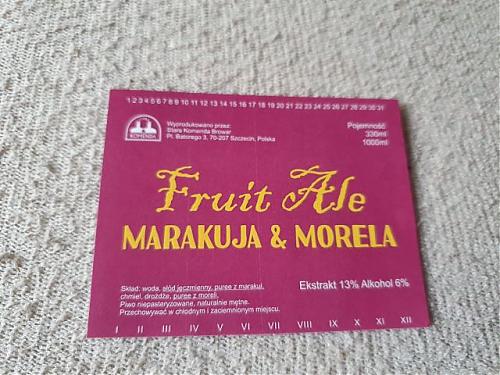 1 2 3 4 5 6 7 8 9 10 11 12 13 14 15 16 17 18 19 20 21 22 23 24 25 26 27 28 29 30 31
KOMENDA
Wyprodukowano przez:
Stara Komenda Browar
Pl. Batorego 3, 70-207 Szczecin, Polska
Pojemność
330ml
1000ml
Fruit Ale
MARAKUJA & MORELA
Skład: woda, słód jęczmienny, puree z marakui,
chmiel, drożdże, puree z moreli.
Piwo niepasteryzowane, naturalnie mętne.
Przechowywać w chłodnym i zaciemnionym miejscu.
Ekstrakt 13% Alkohol 6%
I II III IV V VI VII VIII IX X XI XII